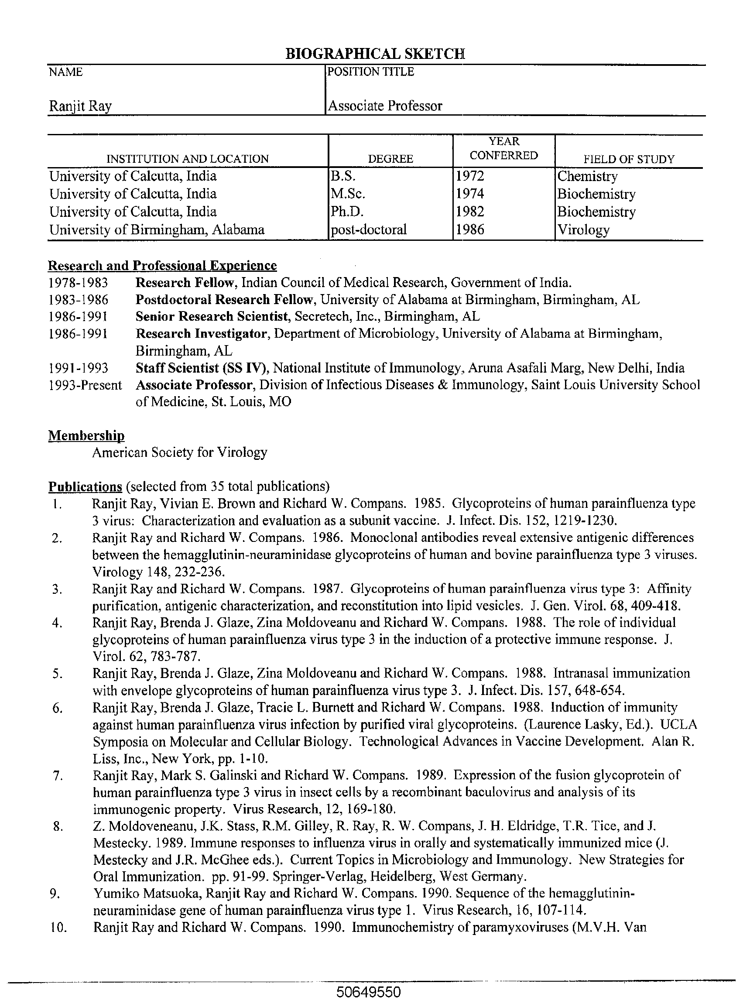 BIOGRAPHICAL SKETCH
NAME POSITION TITLE
Ranjit Ray Associate Professor
YEAR
INSTITUTION AND LOCATION DEGREE CONFERRED FIELD OF STUDY
University of Calcutta, India B.S. 1972 Chemistry
University of Calcutta, India M.Sc. 1974 Biochemistry
University of Calcutta, India Ph.D. 1982 Biochemistry
University of Birmingham, Alabama post-doctoral 1986 Virology
Research and Professional Experience
1978-1983 Research Fellow, Indian Council of Medical Research, Government of India.
1983-1986 Postdoctoral Research Fellow, University of Alabama at Birmingham, Birmingham, AL
1986-1991 Senior Research Scientist, Secretech, Inc., Birmingham, AL
1986-1991 Research Investigator, Department of Microbiology, University of Alabama at Birmingham,
Birmingham, AL
1991-1993 Staff Scientist (SS IV), National Institute of Immunology, Aruna Asafali Marg, New Delhi, India
1993-Present Associate Professor, Division of Infectious Diseases & Immunology, Saint Louis University School
of Medicine, St. Louis, MO
Membership
American Society for Virology
Publications (selected from 35 total publications)
1. Ranjit Ray, Vivian E. Brown and Richard W. Compans. 1985. Glycoproteins of human parainfluenza type
3 virus: Characterization and evaluation as a subunit vaccine. J. Infect. Dis. 152, 1219-1230.
2. Ranjit Ray and Richard W. Compans. 1986. Monoclonal antibodies reveal extensive antigenic differences
between the hemagglutinin-neuraminidase glycoproteins of human and bovine parainfluenza type 3 viruses.
Virology 148, 232-236.
3. Ranjit Ray and Richard W. Compans. 1987. Glycoproteins of human parainfluenza virus type 3: Affinity
purification, antigenic characterization, and reconstitution into lipid vesicles. J. Gen. Virol. 68, 409-418.
4. Ranjit Ray, Brenda J. Glaze, Zina Moldoveanu and Richard W. Compans. 1988. The role of individual
glycoproteins of human parainfluenza virus type 3 in the induction of a protective immune response. J.
Virol. 62, 783-787.
5. Ranjit Ray, Brenda J. Glaze, Zina Moldoveanu and Richard W. Compans. 1988. Intranasal immunization
with envelope glycoproteins of human parainfluenza virus type 3. J. Infect. Dis. 157, 648-654.
6. Ranjit Ray, Brenda J. Glaze, Tracie L. Burnett and Richard W. Compans. 1988. Induction of immunity
against human parainfluenza virus infection by purified viral glycoproteins. (Laurence Lasky, Ed.). UCLA
Symposia on Molecular and Cellular Biology. Technological Advances in Vaccine Development. Alan R.
Liss, Inc., New York, pp. 1-10.
7. Ranjit Ray, Mark S. Galinski and Richard W. Compans. 1989. Expression of the fusion glycoprotein of
human parainfluenza type 3 virus in insect cells by a recombinant baculovirus and analysis of its
immunogenic property. Virus Research, 12, 169-180.
8. Z. Moldoveneanu, J.K. Stass, R.M. Gilley, R. Ray, R. W. Compans, J. H. Eldridge, T.R. Tice, and J.
Mestecky. 1989. Immune responses to influenza virus in orally and systematically immunized mice (J.
Mestecky and J.R. McGhee eds.). Current Topics in Microbiology and Immunology. New Strategies for
Oral Immunization. pp. 91-99. Springer-Verlag, Heidelberg, West Germany.
9. Yumiko Matsuoka, Ranjit Ray and Richard W. Compans. 1990. Sequence of the hemagglutinin-
neuraminidase gene of human parainfluenza virus type 1. Virus Research, 16, 107-114.
10. Ranjit Ray and Richard W. Compans. 1990. Immunochemistry of paramyxoviruses (M.V.H. Van
50649550